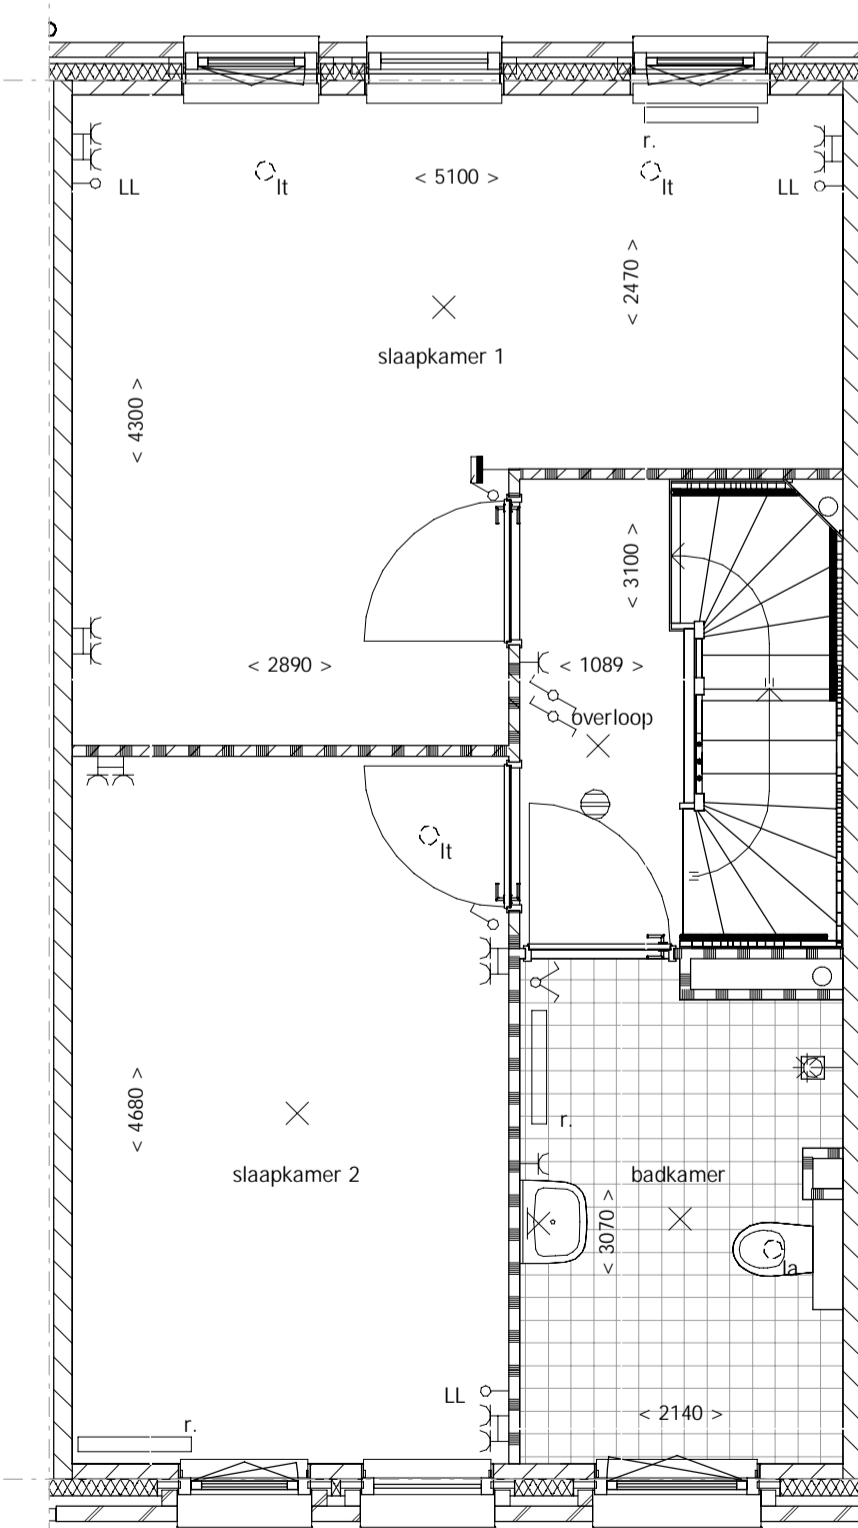 r.
lt
< 5100 >
lt
LL
LL
< 2470 >
slaapkamer 1
< 4300 >
< 3100 >
< 2890 >
< 1089 >
overloop
lt
< 4680 >
r.
slaapkamer 2
badkamer
< 3070 >
la
LL
< 2140 >
r.